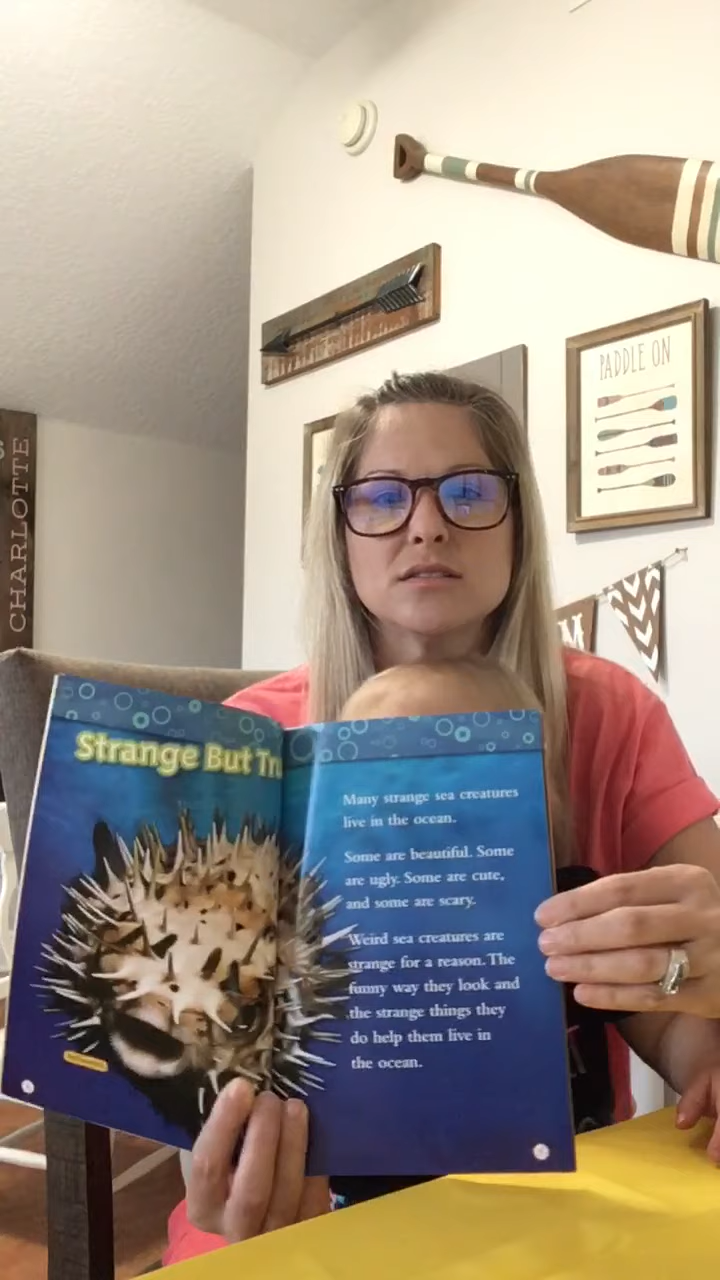 PADDLE ON
CHARLOTTE
S
M
Strange But Tru
Many strange sea creatures
live in the ocean.
Some are beautiful. Some
are ugly. Some are cute,
and some are scary.
Weird sea creatures are
strange for a reason. The
funny way they look and
the strange things they
do help them live in
the ocean.